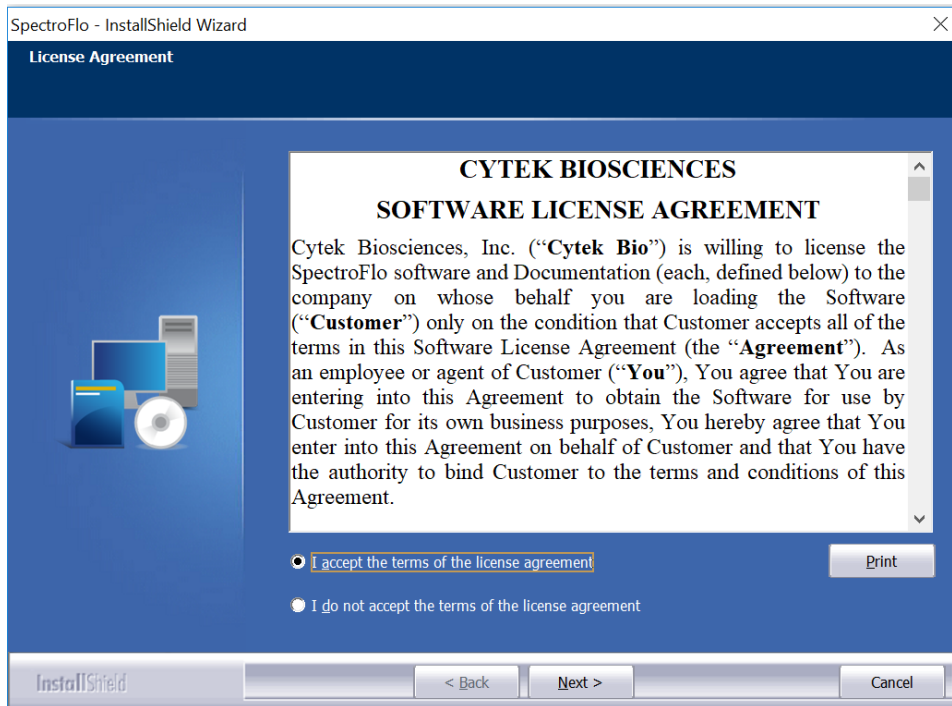 SpectroFlo - InstallShield Wizard
License Agreement
CYTEK BIOSCIENCES
SOFTWARE LICENSE AGREEMENT
Cytek Biosciences, Inc. (“Cytek Bio”) is willing to license the
SpectroFlo software and Documentation (each, defined below) to the
company on whose behalf you are loading the Software
(“Customer”) only on the condition that Customer accepts all of the
terms in this Software License Agreement (the “Agreement”). As
an employee or agent of Customer (“You”), You agree that You are
entering into this Agreement to obtain the Software for use by
Customer for its own business purposes, You hereby agree that You
enter into this Agreement on behalf of Customer and that You have
the authority to bind Customer to the terms and conditions of this
Agreement.
I accept the terms of the license agreement
Print
I do not accept the terms of the license agreement
InstallShield
< Back
Next >
Cancel